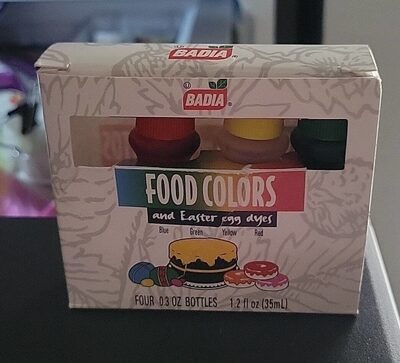 BADIA
BADIA
FOOD COLORS
and Easter egg dyes
Blue Green Yellow Red
FOUR 0.3 OZ BOTTLES 1.2 fl oz (35mL)